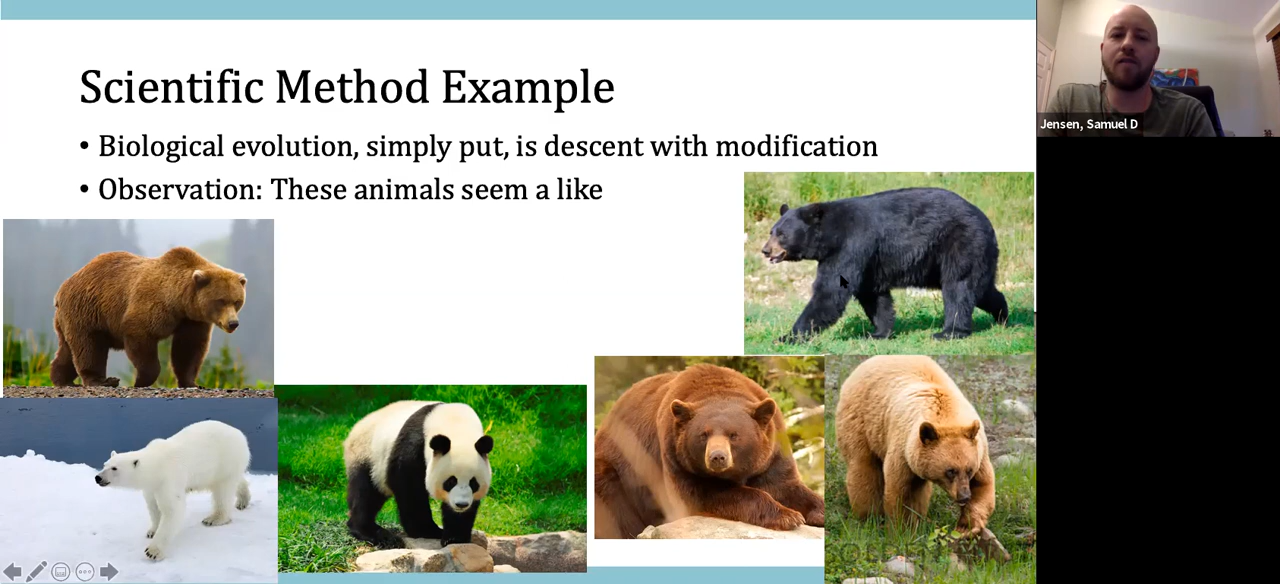 Scientific Method Example
• Biological evolution, simply put, is descent with modification
• Observation: These animals seem a like
Jensen, Samuel D